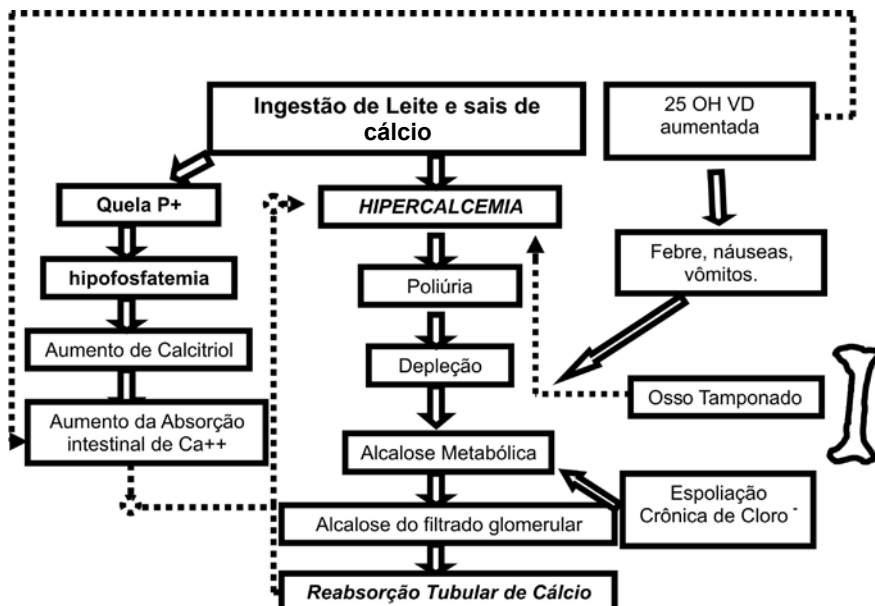 Ingestão de Leite e sais de
cálcio
25 OH VD
aumentada
Quela P+
HIPERCALCEMIA
Febre, náuseas,
vômitos.
hipofosfatemia
Poliúria
Aumento de Calcitriol
Depleção
Osso Tamponado
Aumento da Absorção
intestinal de Ca++
Alcalose Metabólica
Espoliação
Crônica de Cloro -
Alcalose do filtrado glomerular
Reabsorção Tubular de Cálcio